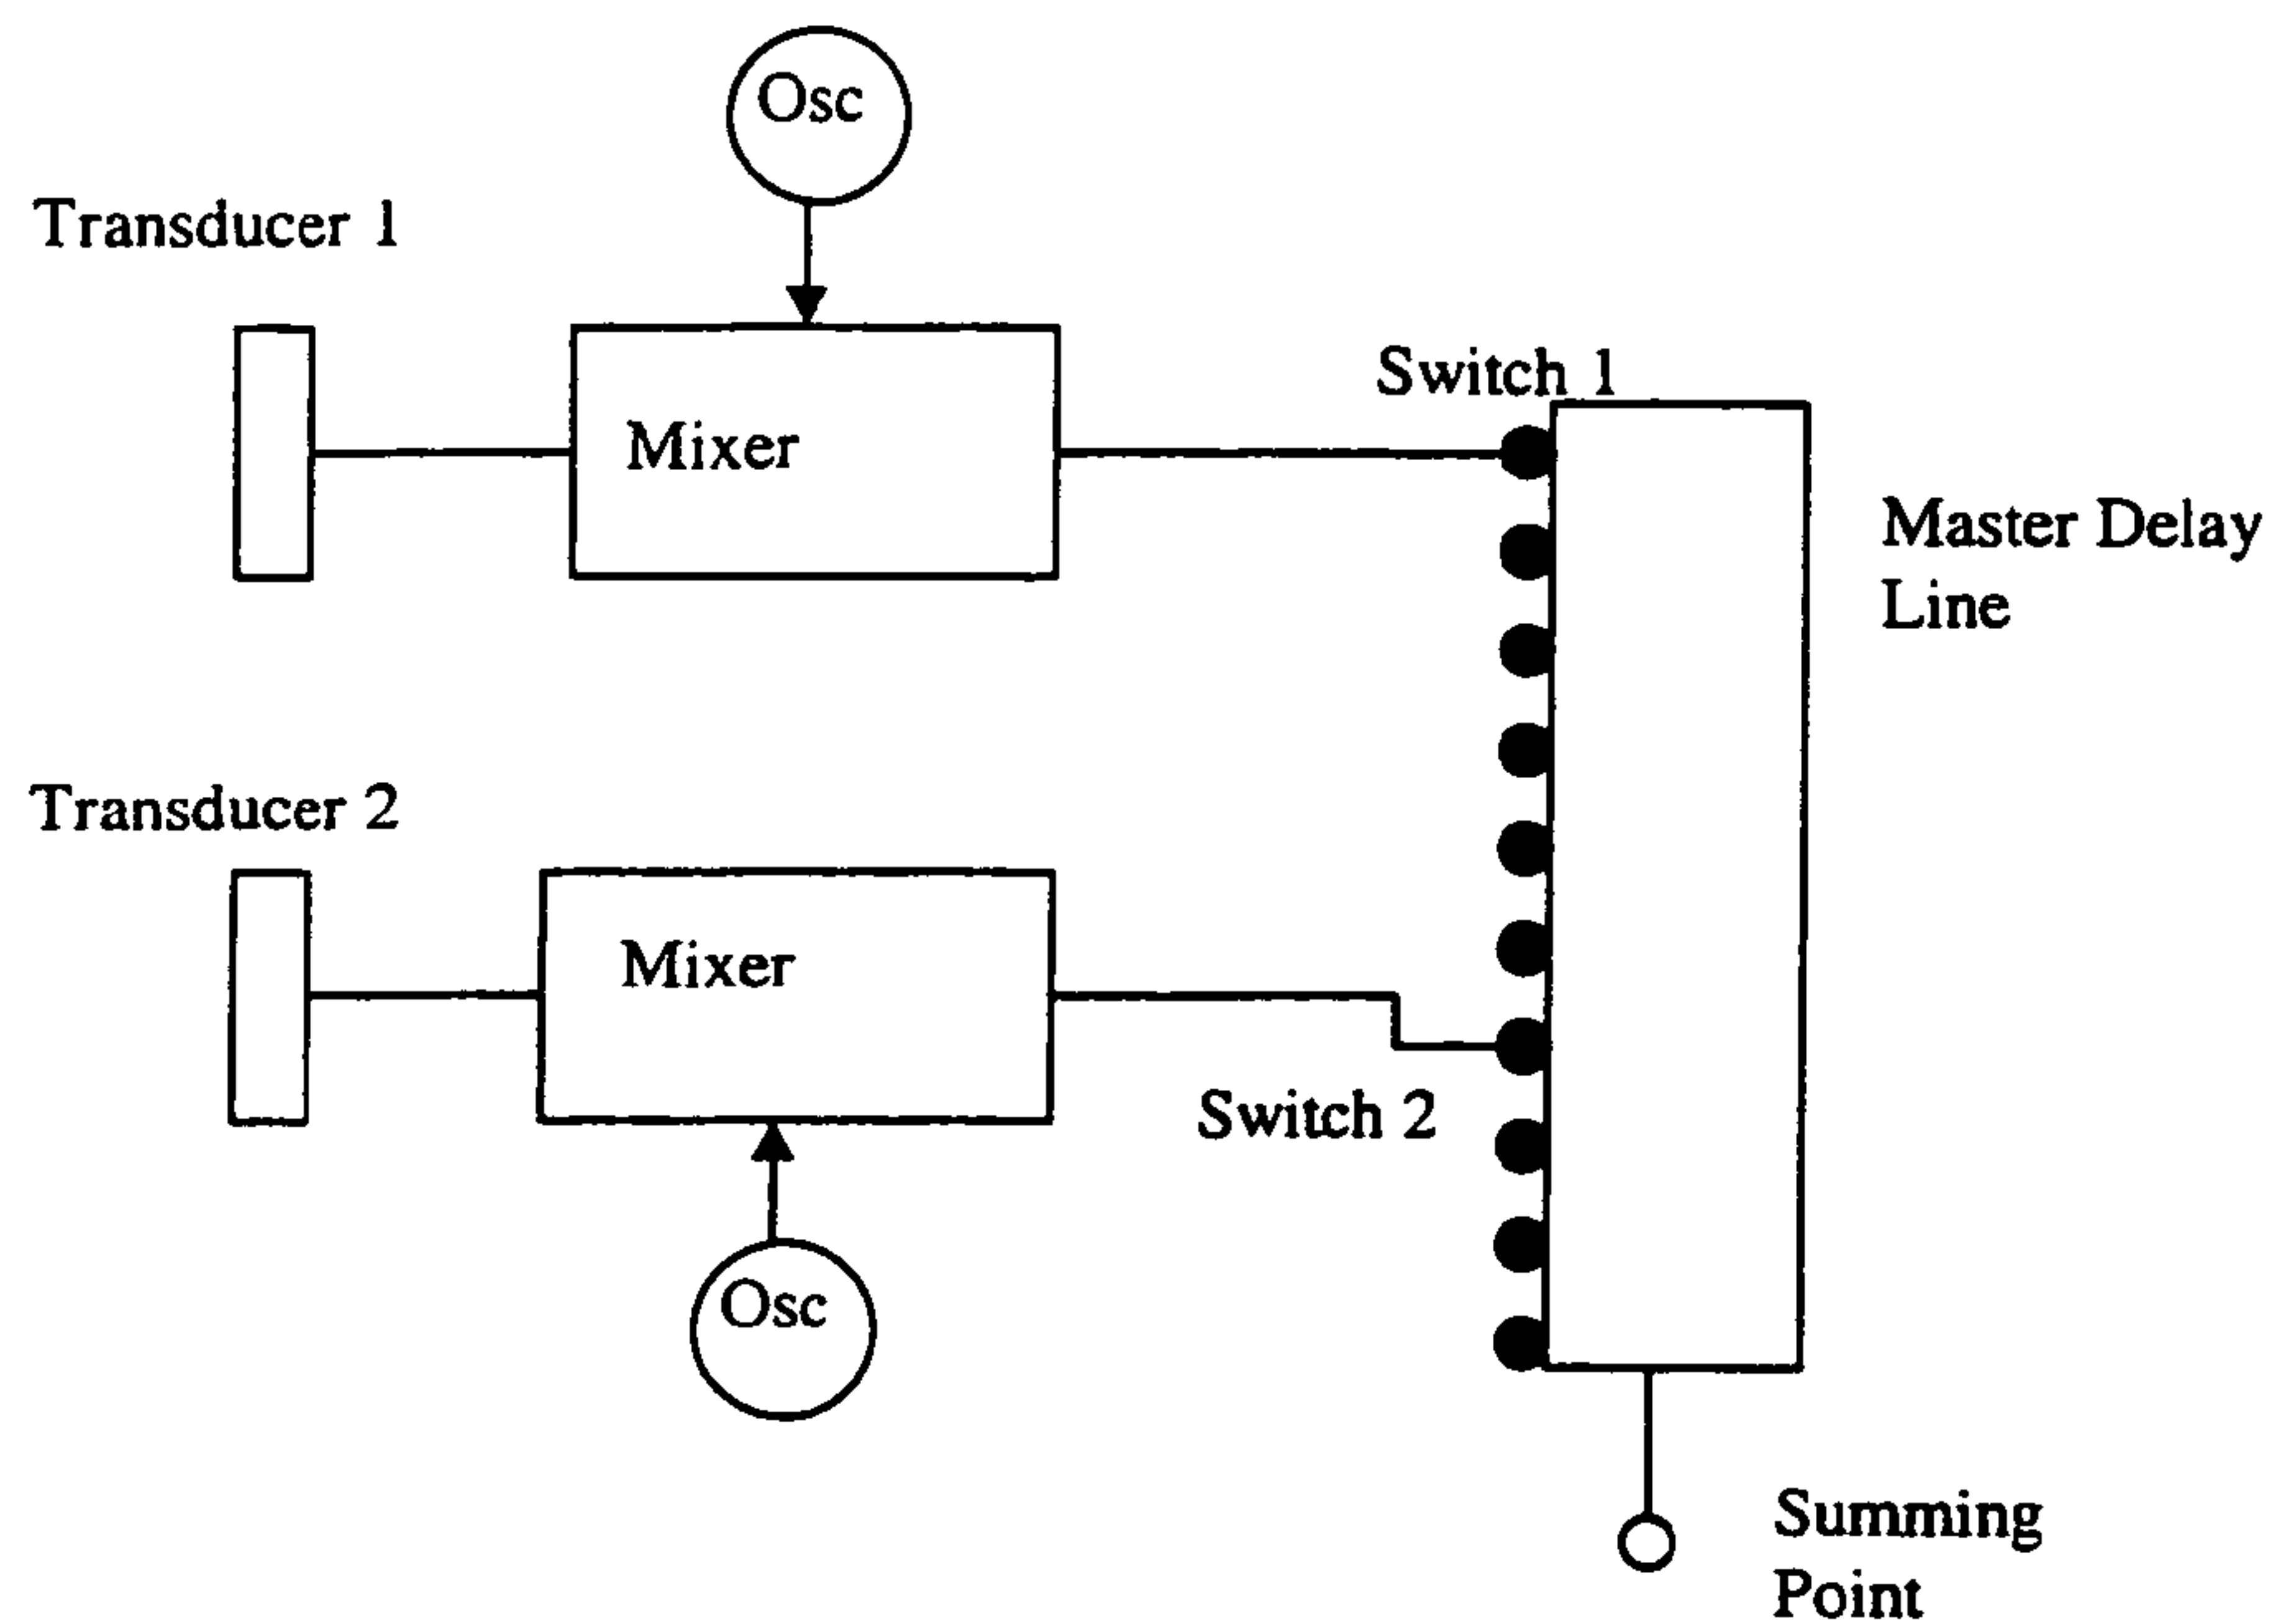 Osc
Transducer 1
Switch 1
Mixer
Master Delay
Line
Transducer 2
Mixer
Switch 2
Osc
Summing
Point